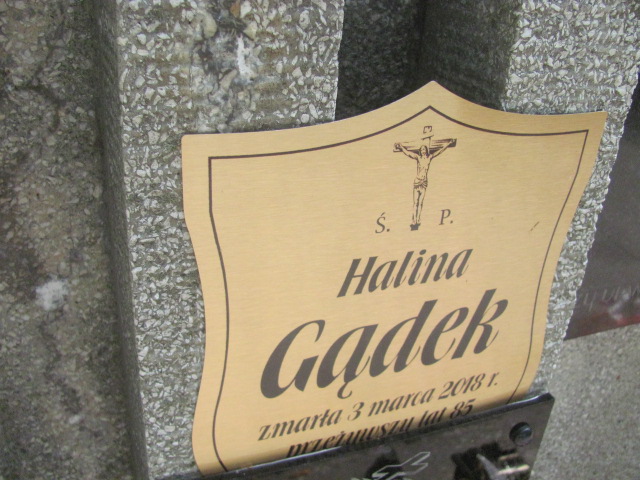 Ś. P.
Halina
Gądek
zmarła 3 marca 2018 r.
przeżywszy lat 85